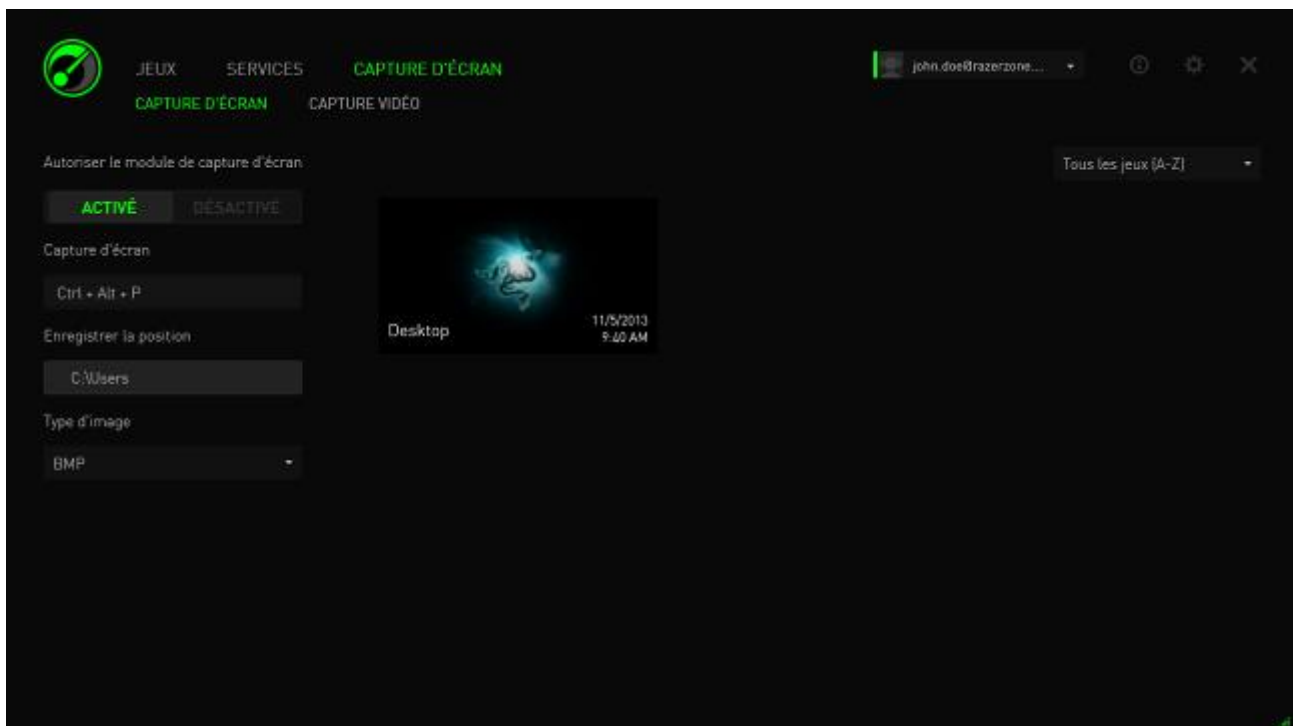 JEUX SERVICES CAPTURE D'ÉCRAN
john.doe@razerzone...
CAPTURE D'ÉCRAN CAPTURE VIDÉO
Autoriser le module de capture d'écran
Tous les jeux (A-Z)
ACTIVÉ DÉSACTIVÉ
Capture d'écran
Ctrl + Alt + P
Desktop
11/5/2013
9:40 AM
Enregistrer la position
C:\Users
Type d'image
BMP